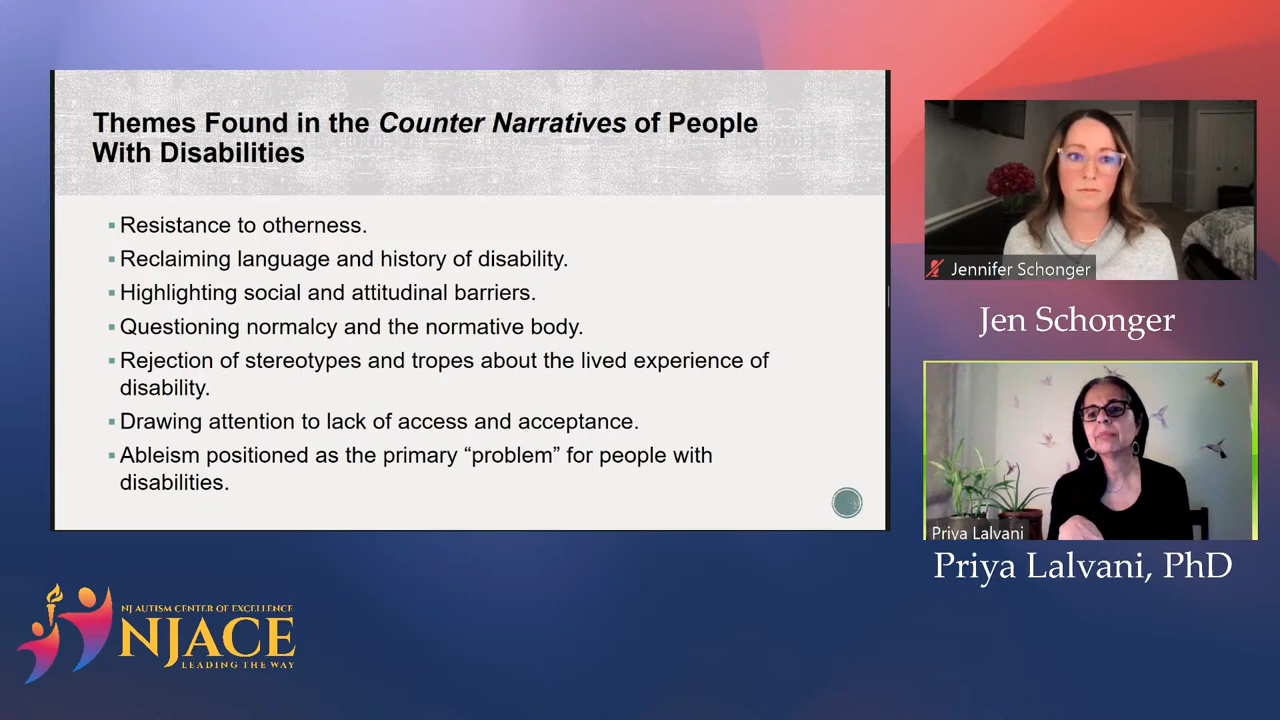 Themes Found in the Counter Narratives of People
With Disabilities
Resistance to otherness.
Reclaiming language and history of disability.
Highlighting social and attitudinal barriers.
Questioning normalcy and the normative body.
Rejection of stereotypes and tropes about the lived experience of
disability.
Drawing attention to lack of access and acceptance.
Ableism positioned as the primary “problem” for people with
disabilities.
Jennifer Schonger
Jen Schonger
Priya Lalvani
Priya Lalvani, PhD
NJ AUTISM CENTER OF EXCELLENCE
NJACE
LEADING THE WAY